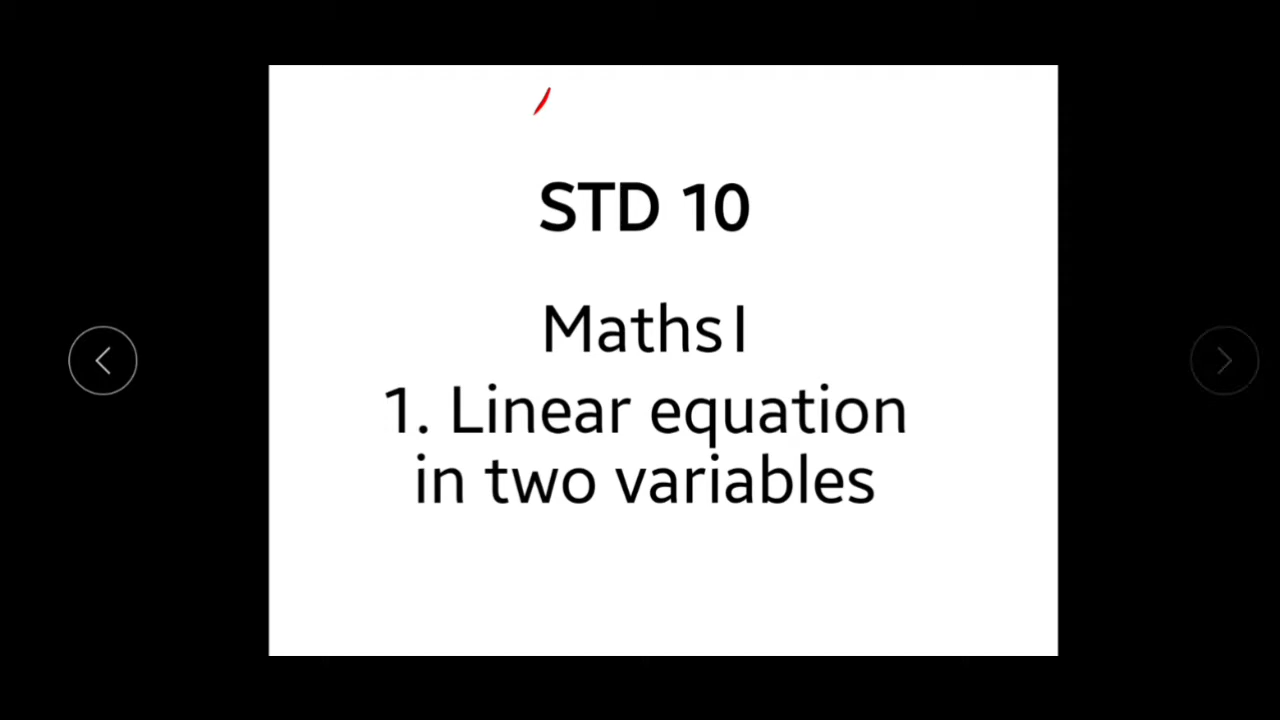 STD 10
Maths I
1. Linear equation
in two variables